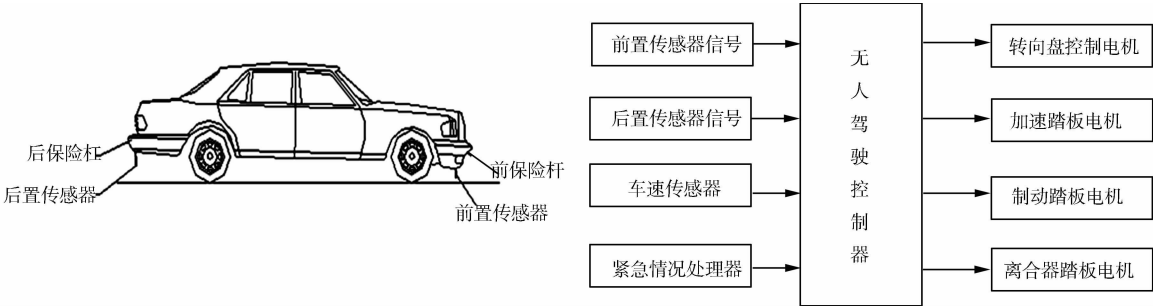 后保险杠
后置传感器
前保险杆
前置传感器
前置传感器信号
后置传感器信号
车速传感器
紧急情况处理器
无人驾驶控制器
转向盘控制电机
加速踏板电机
制动踏板电机
离合器踏板电机